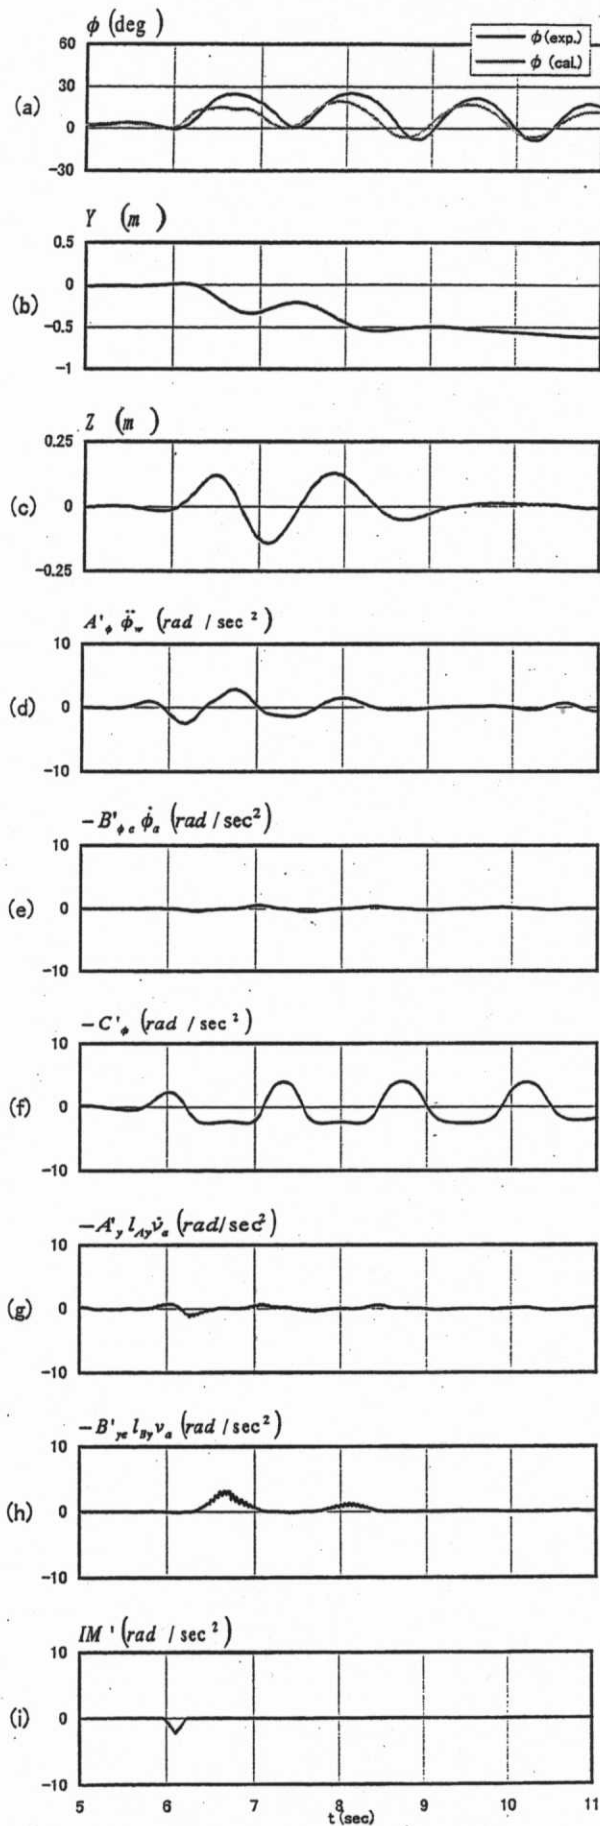 ϕ (deg)
60
30
0
-30
(a)
ϕ (exp.)
ϕ (cal.)
Y (m)
0.5
0
-0.5
-1
(b)
Z (m)
0.25
0
-0.25
(c)
A'ϕ ϕ̈w (rad / sec²)
10
0
-10
(d)
-B'ϕe ϕ̇a (rad / sec²)
10
0
-10
(e)
-C'ϕ (rad / sec²)
10
0
-10
(f)
-A'y lAy v̇a (rad/sec²)
10
0
-10
(g)
-B'ye lBy va (rad / sec²)
10
0
-10
(h)
IM' (rad / sec²)
10
0
-10
(i)
5 6 7 8 9 10 11
t(sec)